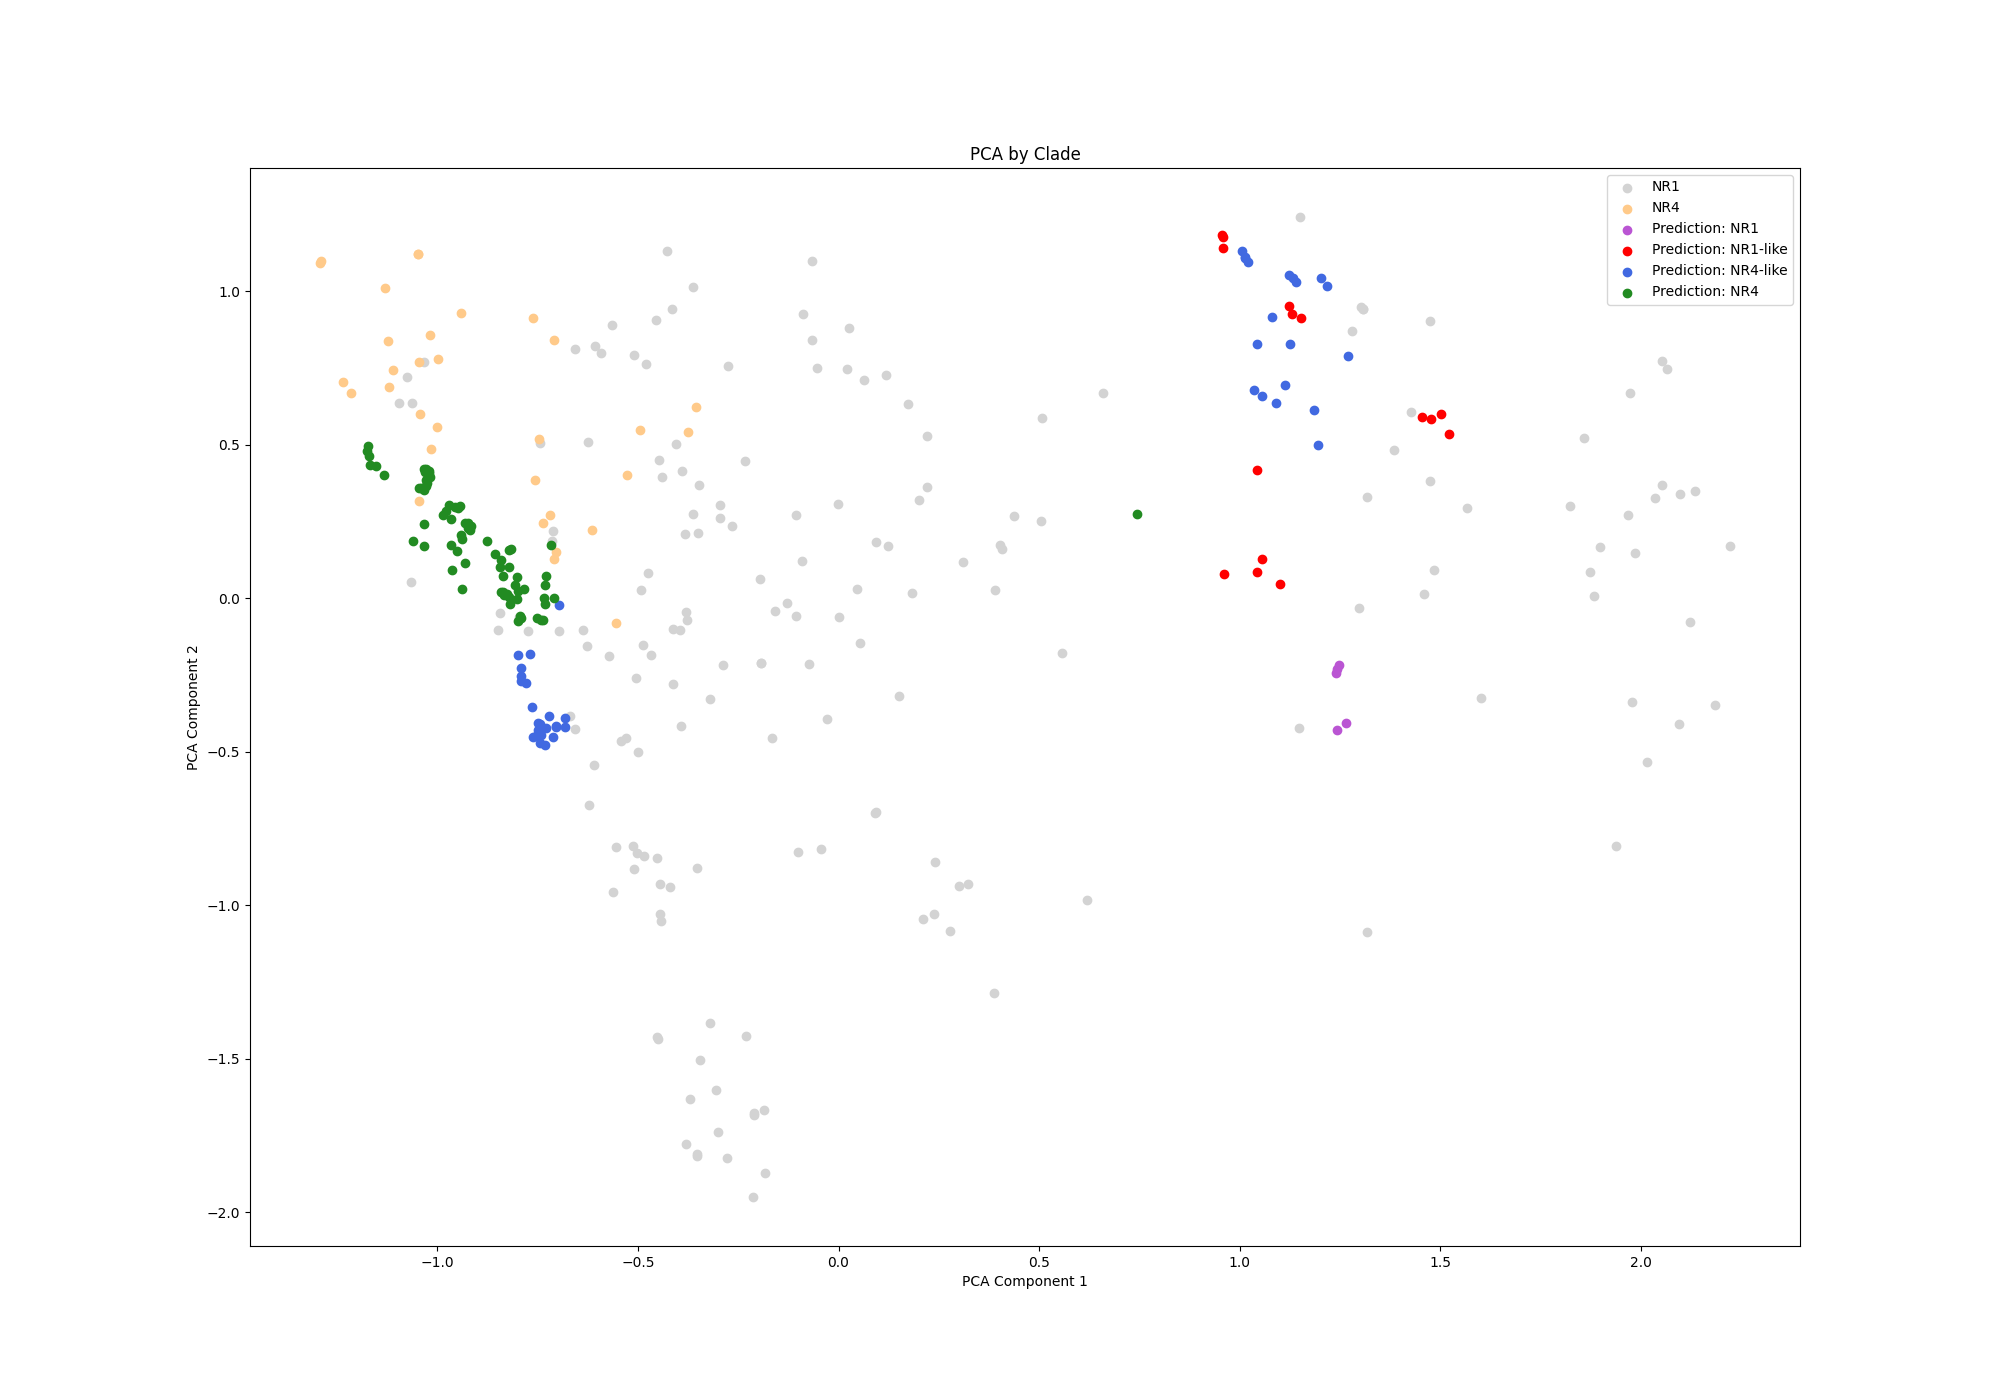 PCA by Clade
NR1
NR4
Prediction: NR1
Prediction: NR1-like
Prediction: NR4-like
Prediction: NR4
PCA Component 2
1.0
0.5
0.0
−0.5
−1.0
−1.5
−2.0
−1.0
−0.5
0.0
0.5
1.0
1.5
2.0
PCA Component 1